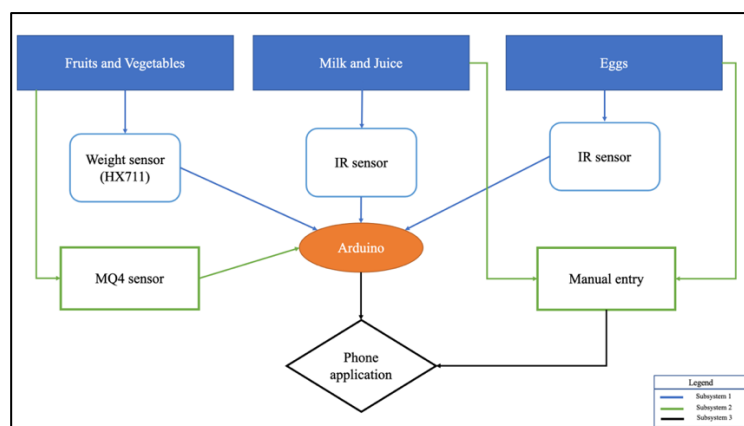 Fruits and Vegetables
Milk and Juice
Eggs
Weight sensor
(HX711)
IR sensor
IR sensor
Arduino
MQ4 sensor
Manual entry
Phone
application
Legend
Subsystem 1
Subsystem 2
Subsystem 3